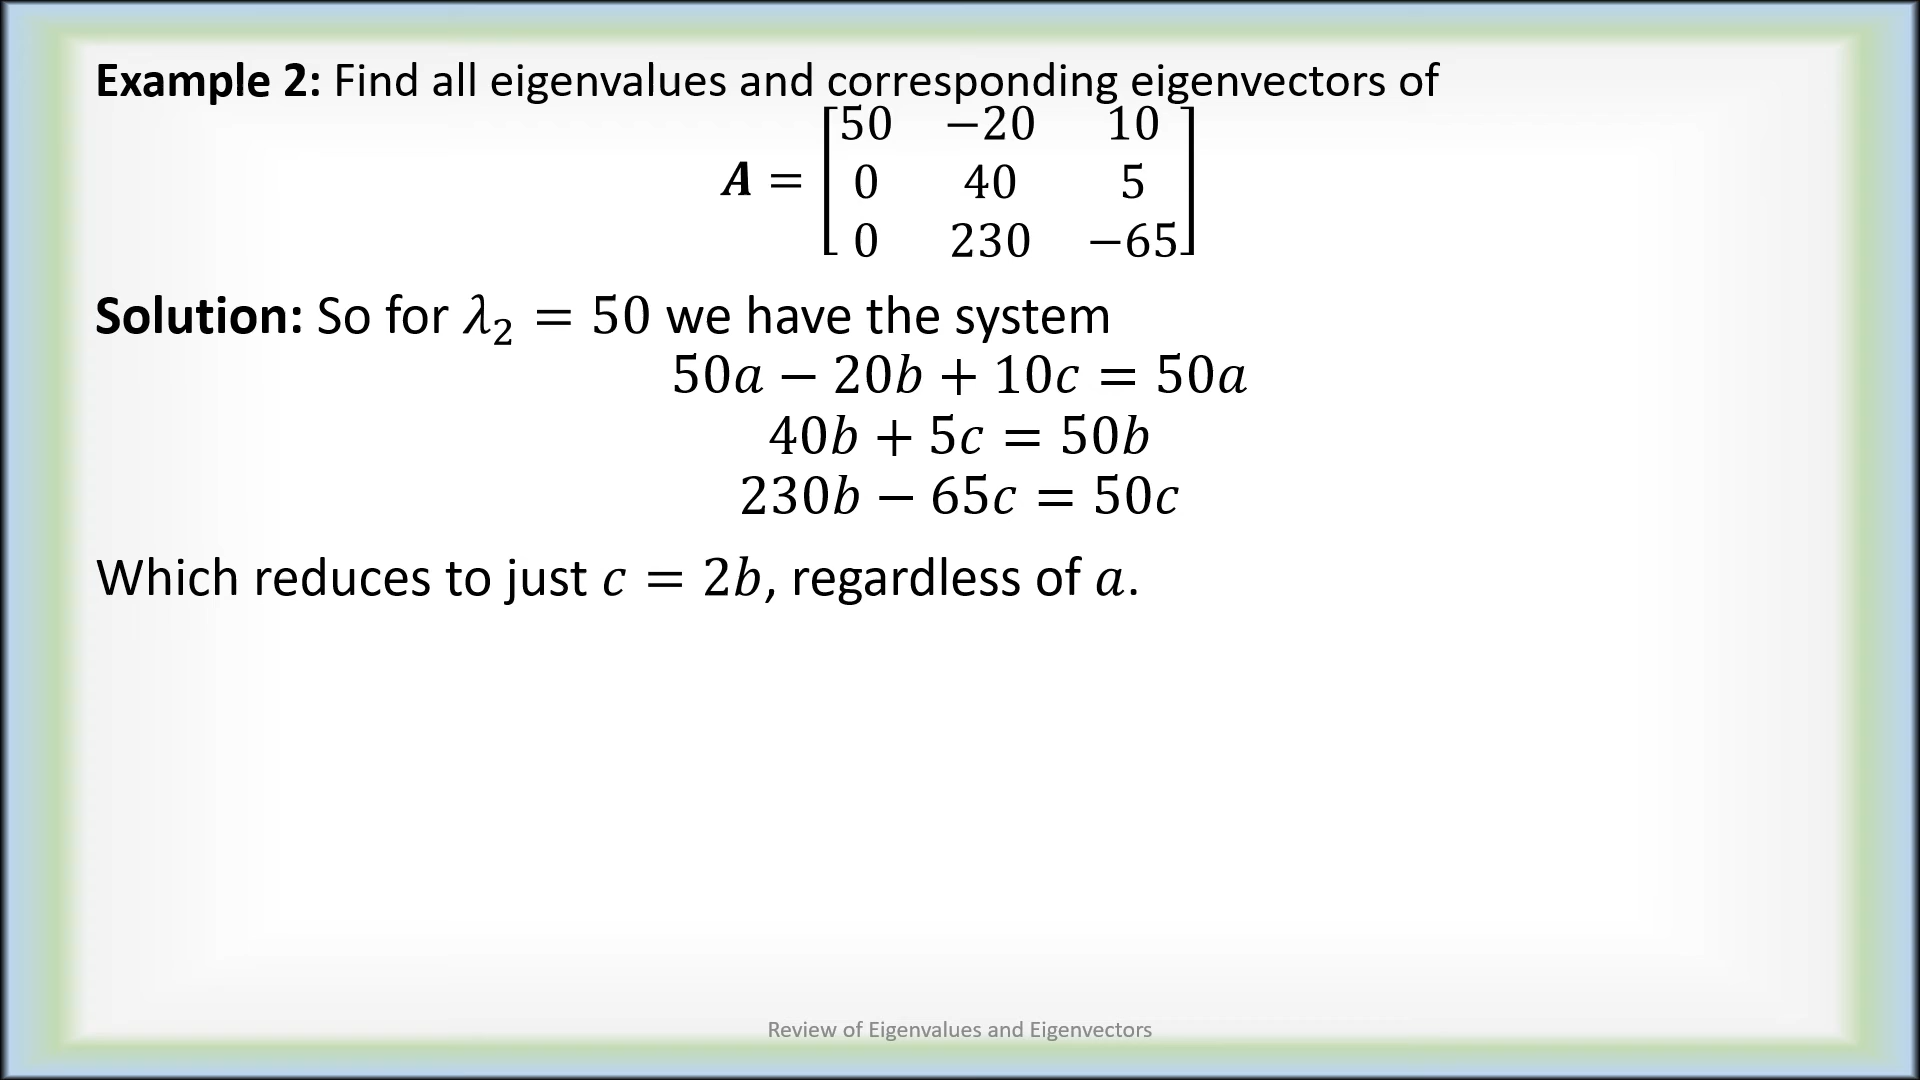 Example 2: Find all eigenvalues and corresponding eigenvectors of
50 −20 10
𝑨 = 0 40 5
0 230 −65
Solution: So for 𝜆₂ = 50 we have the system
50𝑎 − 20𝑏 + 10𝑐 = 50𝑎
40𝑏 + 5𝑐 = 50𝑏
230𝑏 − 65𝑐 = 50𝑐
Which reduces to just 𝑐 = 2𝑏, regardless of 𝑎.
Review of Eigenvalues and Eigenvectors